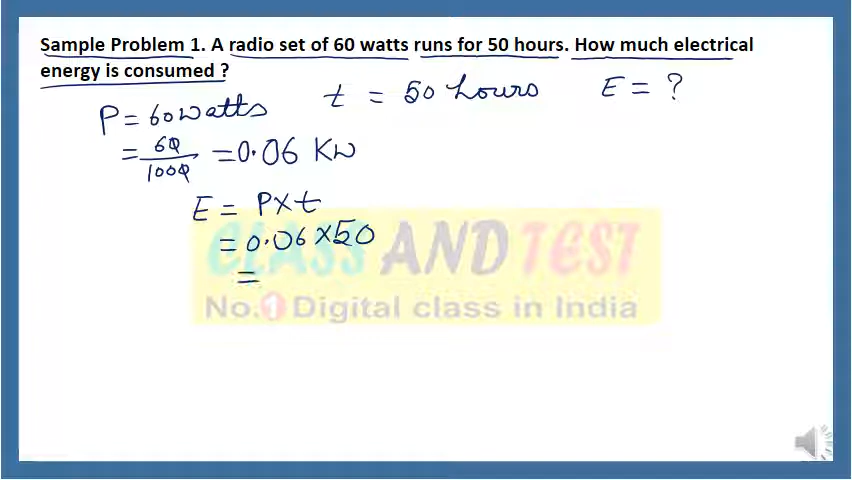 Sample Problem 1. A radio set of 60 watts runs for 50 hours. How much electrical
energy is consumed ?
P = 60 watts t = 50 hours E = ?
= 60/1000 = 0.06 KW
E = P×t
= 0.06 × 50
=
CLASS AND TEST
No.1 Digital class in India